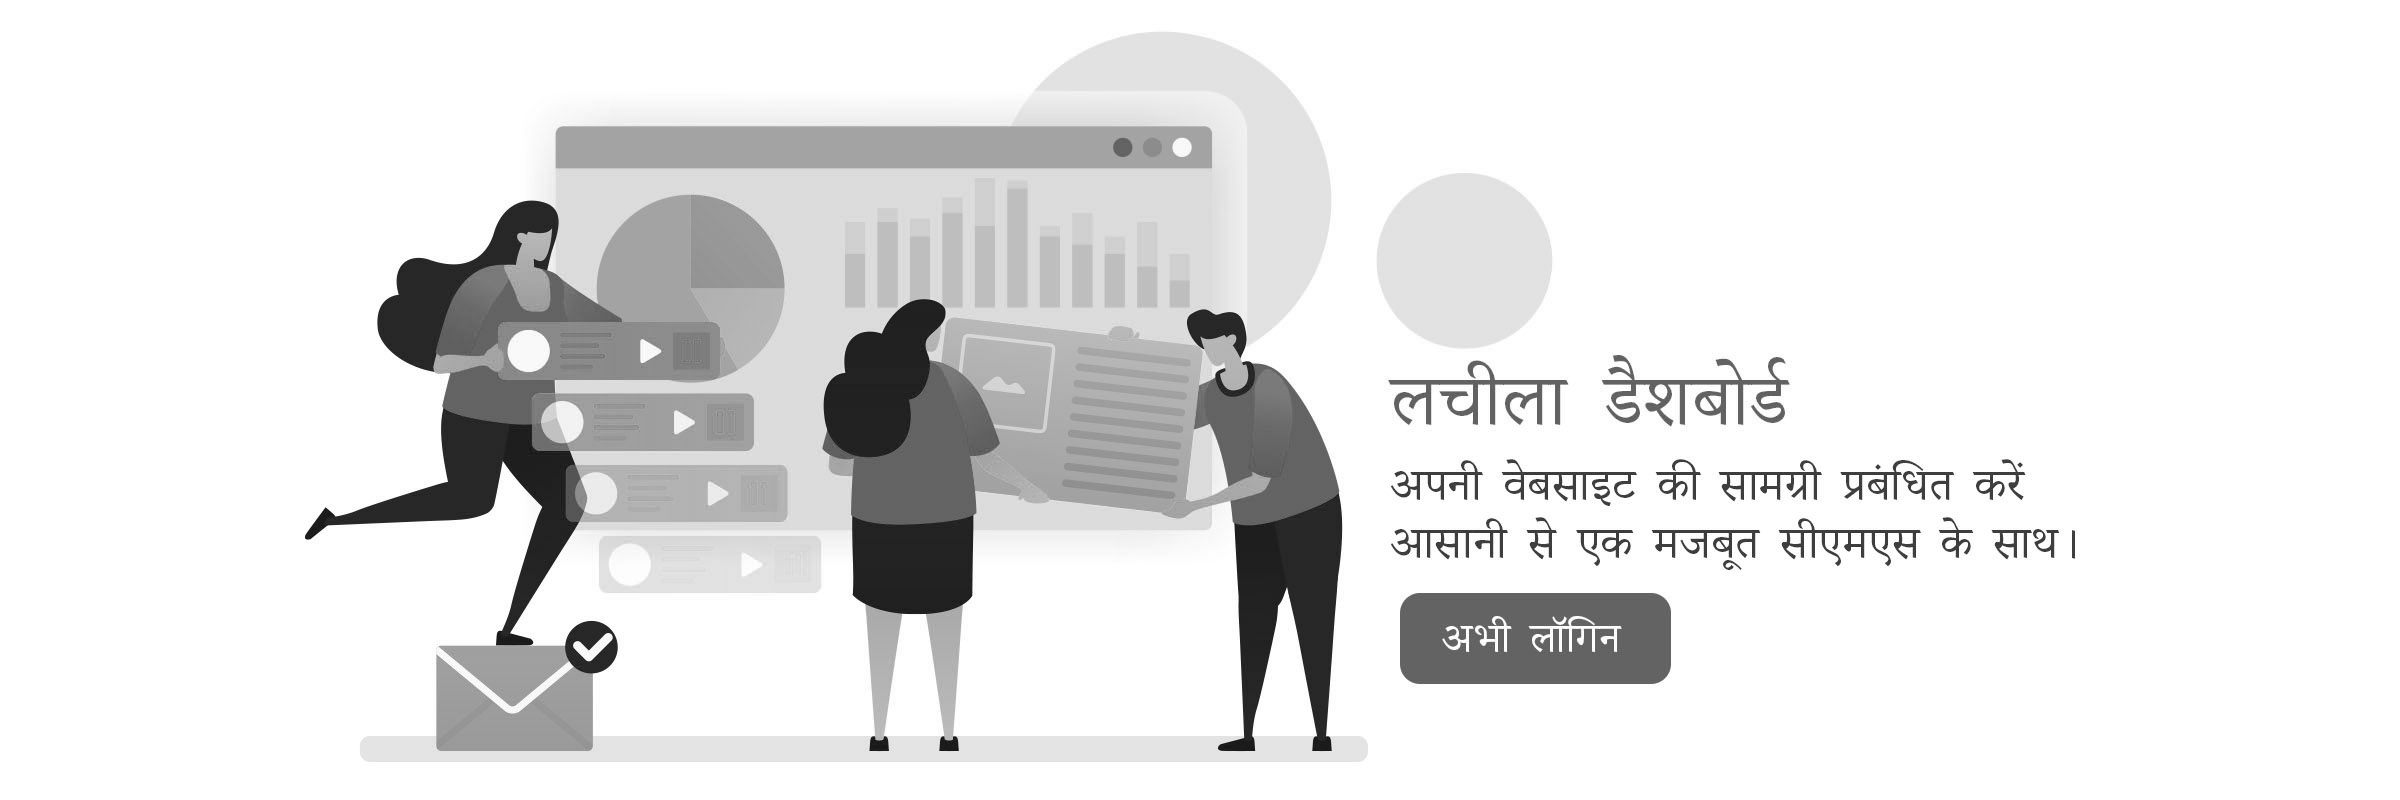 लचीला डैशबोर्ड
अपनी वेबसाइट की सामग्री प्रबंधित करें
आसानी से एक मजबूत सीएमएस के साथ।
अभी लॉगिन